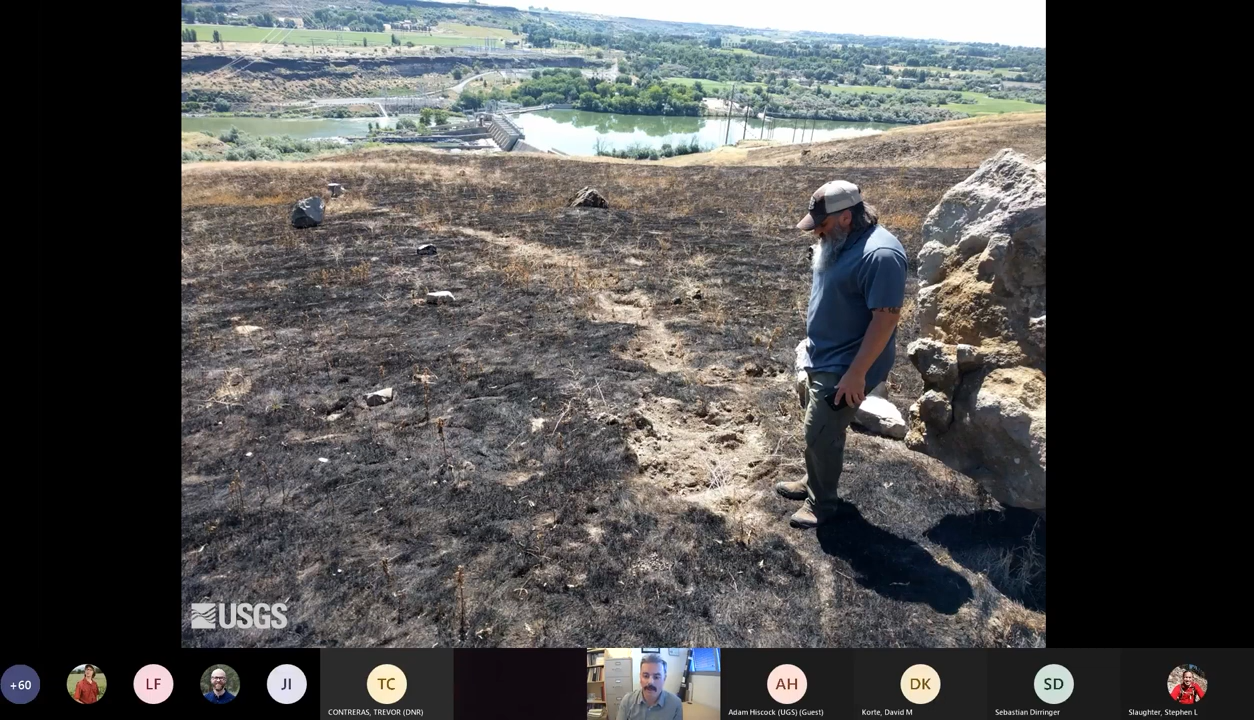 USGS
+60
LF
JI
TC
CONTRERAS, TREVOR (DNR)
AH
Adam Hiscock (UGS) (Guest)
DK
Korte, David M
SD
Sebastian Dirringer
Slaughter, Stephen L